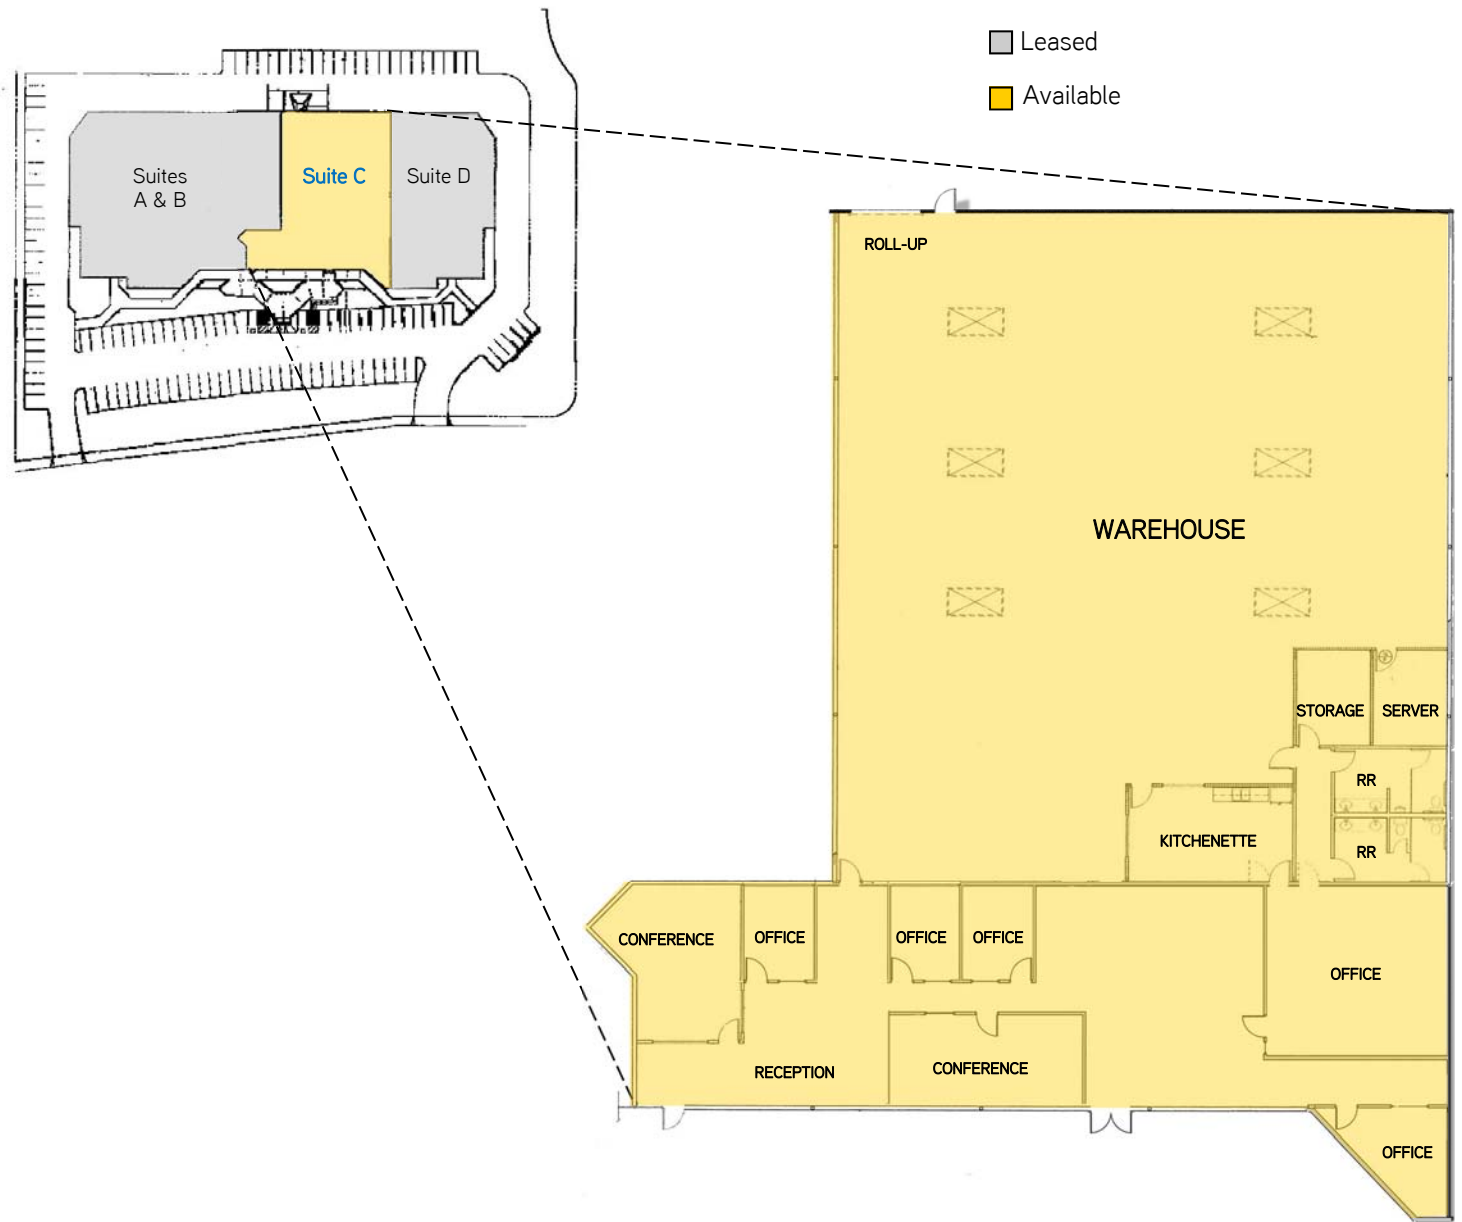 Leased
Available
Suites
A & B
Suite C
Suite D
ROLL-UP
WAREHOUSE
STORAGE
SERVER
RR
KITCHENETTE
RR
CONFERENCE
OFFICE
OFFICE
OFFICE
OFFICE
RECEPTION
CONFERENCE
OFFICE